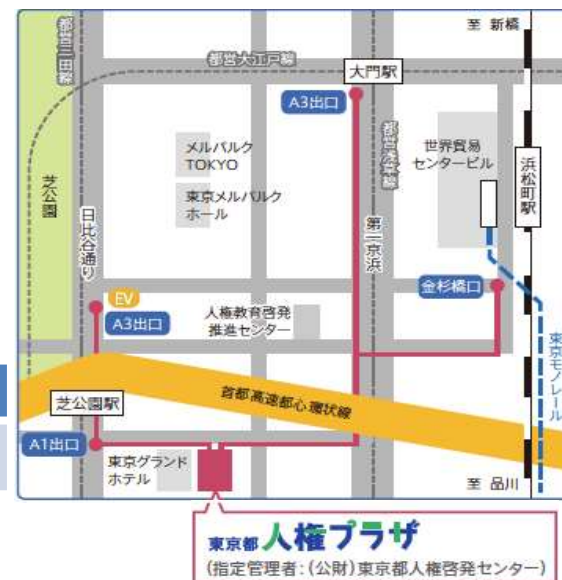 至 新橋
都営三田線
都営大江戸線
大門駅
A3出口
メルパルク
TOKYO
東京メルパルク
ホール
都営浅草線
世界貿易
センタービル
浜松町駅
芝公園
日比谷通り
第一京浜
EV
A3出口
金杉橋口
人権教育啓発
推進センター
東京モノレール
首都高速都心環状線
芝公園駅
A1出口
東京グランド
ホテル
至 品川
東京都 人権プラザ
(指定管理者:(公財)東京都人権啓発センター)